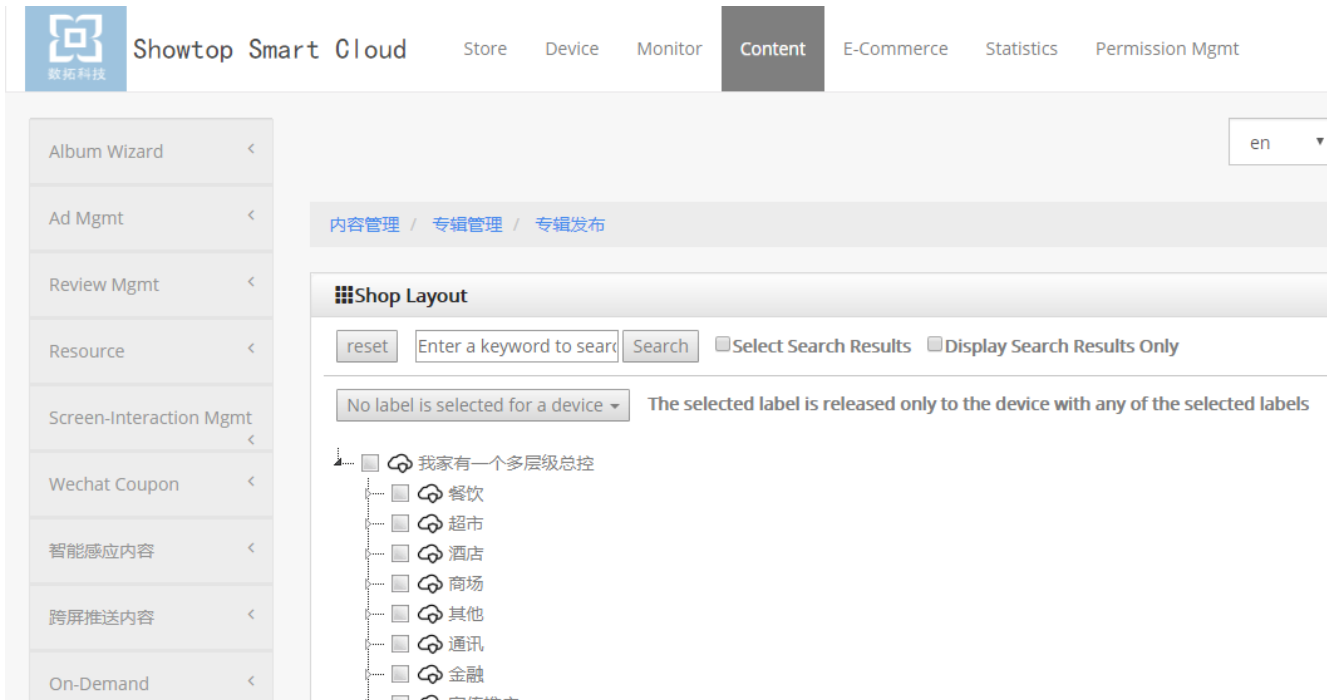 数拓科技
Showtop Smart Cloud
Store Device Monitor Content E-Commerce Statistics Permission Mgmt
en
Album Wizard
Ad Mgmt
Review Mgmt
Resource
Screen-Interaction Mgmt
Wechat Coupon
智能感应内容
跨屏推送内容
On-Demand
内容管理 / 专辑管理 / 专辑发布
Shop Layout
reset Enter a keyword to searc Search Select Search Results Display Search Results Only
No label is selected for a device The selected label is released only to the device with any of the selected labels
我家有一个多层级总控
餐饮
超市
酒店
商场
其他
通讯
金融